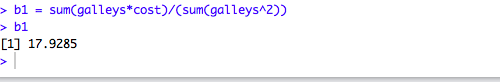 > b1 = sum(galleys*cost)/(sum(galleys^2))
> b1
[1] 17.9285
>